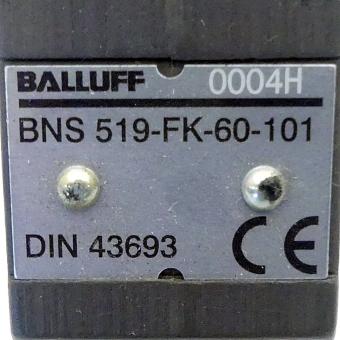 BALLUFF 0004H
BNS 519-FK-60-101
DIN 43693 CE